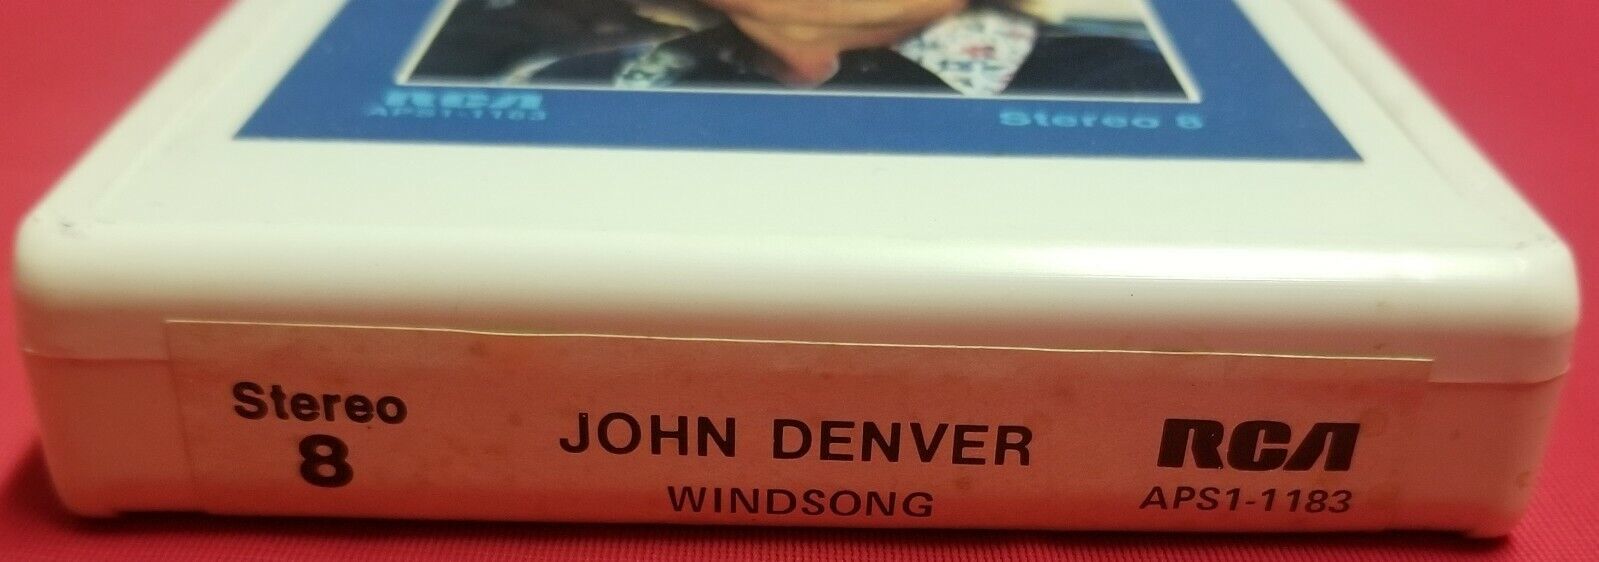 RCA
APS1-1183
Stereo 8
Stereo
8
JOHN DENVER
WINDSONG
RCA
APS1-1183